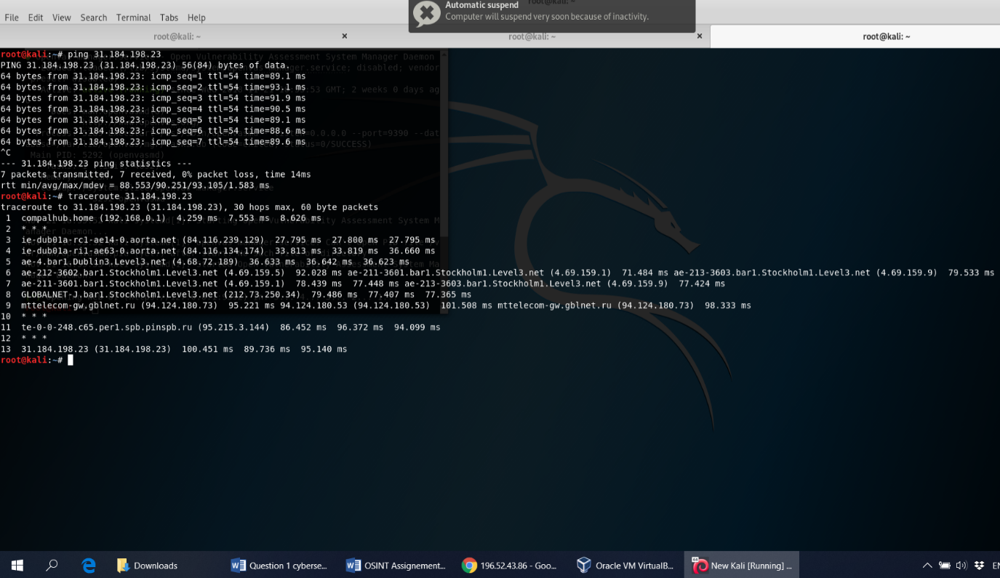 Automatic suspend
Computer will suspend very soon because of inactivity.
File Edit View Search Terminal Tabs Help
root@kali: ~
root@kali: ~
root@kali: ~
root@kali:~# ping 31.184.198.23
PING 31.184.198.23 (31.184.198.23) 56(84) bytes of data.
64 bytes from 31.184.198.23: icmp_seq=1 ttl=54 time=89.1 ms
64 bytes from 31.184.198.23: icmp_seq=2 ttl=54 time=93.1 ms
64 bytes from 31.184.198.23: icmp_seq=3 ttl=54 time=91.9 ms
64 bytes from 31.184.198.23: icmp_seq=4 ttl=54 time=90.5 ms
64 bytes from 31.184.198.23: icmp_seq=5 ttl=54 time=89.1 ms
64 bytes from 31.184.198.23: icmp_seq=6 ttl=54 time=88.6 ms
64 bytes from 31.184.198.23: icmp_seq=7 ttl=54 time=89.6 ms
^C
--- 31.184.198.23 ping statistics ---
7 packets transmitted, 7 received, 0% packet loss, time 14ms
rtt min/avg/max/mdev = 88.553/90.251/93.105/1.583 ms
root@kali:~# traceroute 31.184.198.23
traceroute to 31.184.198.23 (31.184.198.23), 30 hops max, 60 byte packets
1 compalhub.home (192.168.0.1) 4.259 ms 7.553 ms 8.626 ms
2 * * *
3 ie-dub01a-rc1-ae14-0.aorta.net (84.116.239.129) 27.795 ms 27.800 ms 27.795 ms
4 ie-dub01a-ri1-ae63-0.aorta.net (84.116.134.174) 33.813 ms 33.819 ms 36.660 ms
5 ae-4.bar1.Dublin3.Level3.net (4.68.72.189) 36.633 ms 36.642 ms 36.623 ms
6 ae-212-3602.bar1.Stockholm1.Level3.net (4.69.159.5) 92.028 ms ae-211-3601.bar1.Stockholm1.Level3.net (4.69.159.1) 71.484 ms ae-213-3603.bar1.Stockholm1.Level3.net (4.69.159.9) 79.533 ms
7 ae-211-3601.bar1.Stockholm1.Level3.net (4.69.159.1) 78.439 ms 77.448 ms ae-213-3603.bar1.Stockholm1.Level3.net (4.69.159.9) 77.424 ms
8 GLOBALNET-J.bar1.Stockholm1.Level3.net (212.73.250.34) 79.486 ms 77.407 ms 77.365 ms
9 mttelecom-gw.gblnet.ru (94.124.180.73) 95.221 ms 94.124.180.53 (94.124.180.53) 101.508 ms mttelecom-gw.gblnet.ru (94.124.180.73) 98.333 ms
10 * * *
11 te-0-0-248.c65.per1.spb.pinspb.ru (95.215.3.144) 86.452 ms 96.372 ms 94.099 ms
12 * * *
13 31.184.198.23 (31.184.198.23) 100.451 ms 89.736 ms 95.140 ms
root@kali:~#
Downloads
Question 1 cyberse...
OSINT Assignement...
196.52.43.86 - Goo...
Oracle VM VirtualB...
New Kali [Running] ...
EN